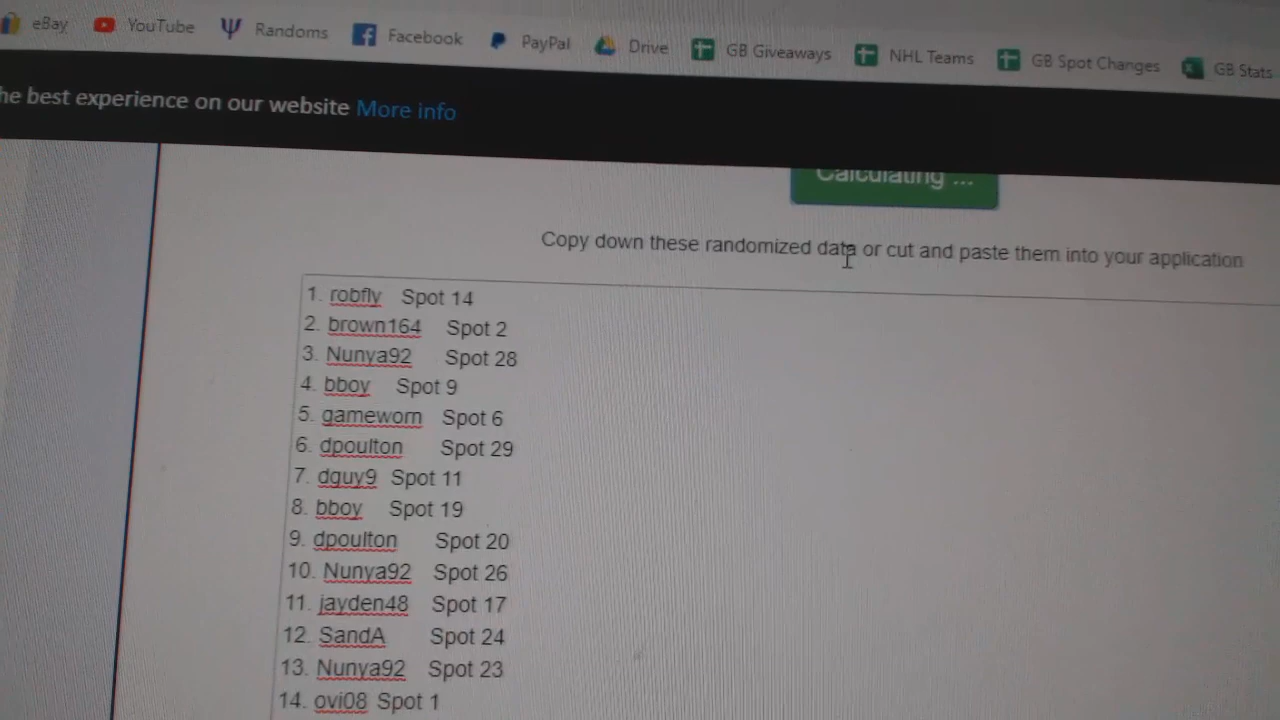 eBay YouTube Randoms Facebook PayPal Drive GB Giveaways NHL Teams GB Spot Changes GB Stats
he best experience on our website More info
Calculating ...
Copy down these randomized data or cut and paste them into your application
1. robfly Spot 14
2. brown164 Spot 2
3. Nunya92 Spot 28
4. bboy Spot 9
5. gameworn Spot 6
6. dpoulton Spot 29
7. dguy9 Spot 11
8. bboy Spot 19
9. dpoulton Spot 20
10. Nunya92 Spot 26
11. jayden48 Spot 17
12. SandA Spot 24
13. Nunya92 Spot 23
14. ovi08 Spot 1